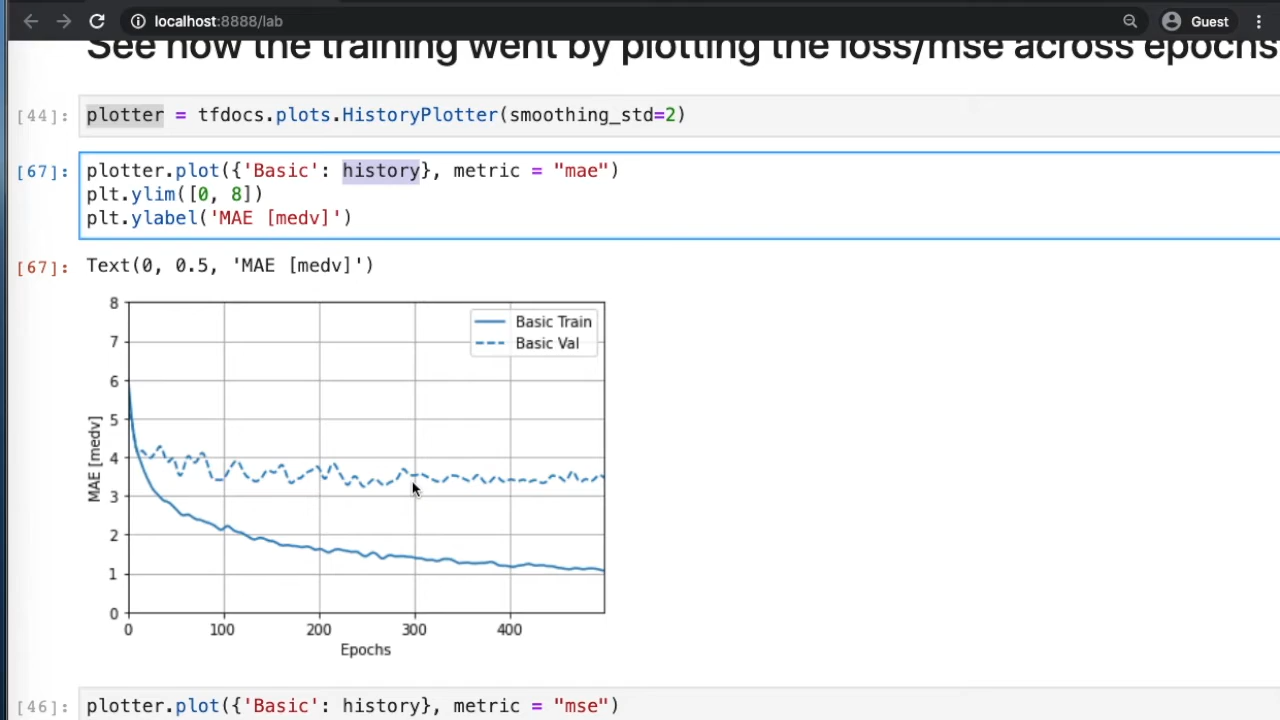 localhost:8888/lab
Guest
See how the training went by plotting the loss/mse across epochs
[44]: plotter = tfdocs.plots.HistoryPlotter(smoothing_std=2)
[67]: plotter.plot({'Basic': history}, metric = "mae")
plt.ylim([0, 8])
plt.ylabel('MAE [medv]')
[67]: Text(0, 0.5, 'MAE [medv]')
8
7
6
5
4
3
2
1
0
MAE [medv]
Basic Train
Basic Val
0 100 200 300 400
Epochs
[46]: plotter.plot({'Basic': history}, metric = "mse")